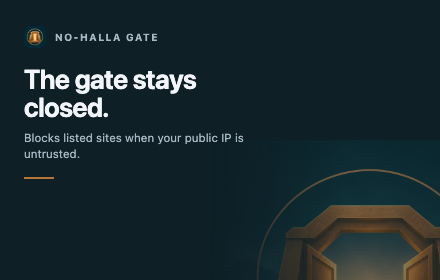 NO-HALLA GATE
The gate stays
closed.
Blocks listed sites when your public IP is
untrusted.